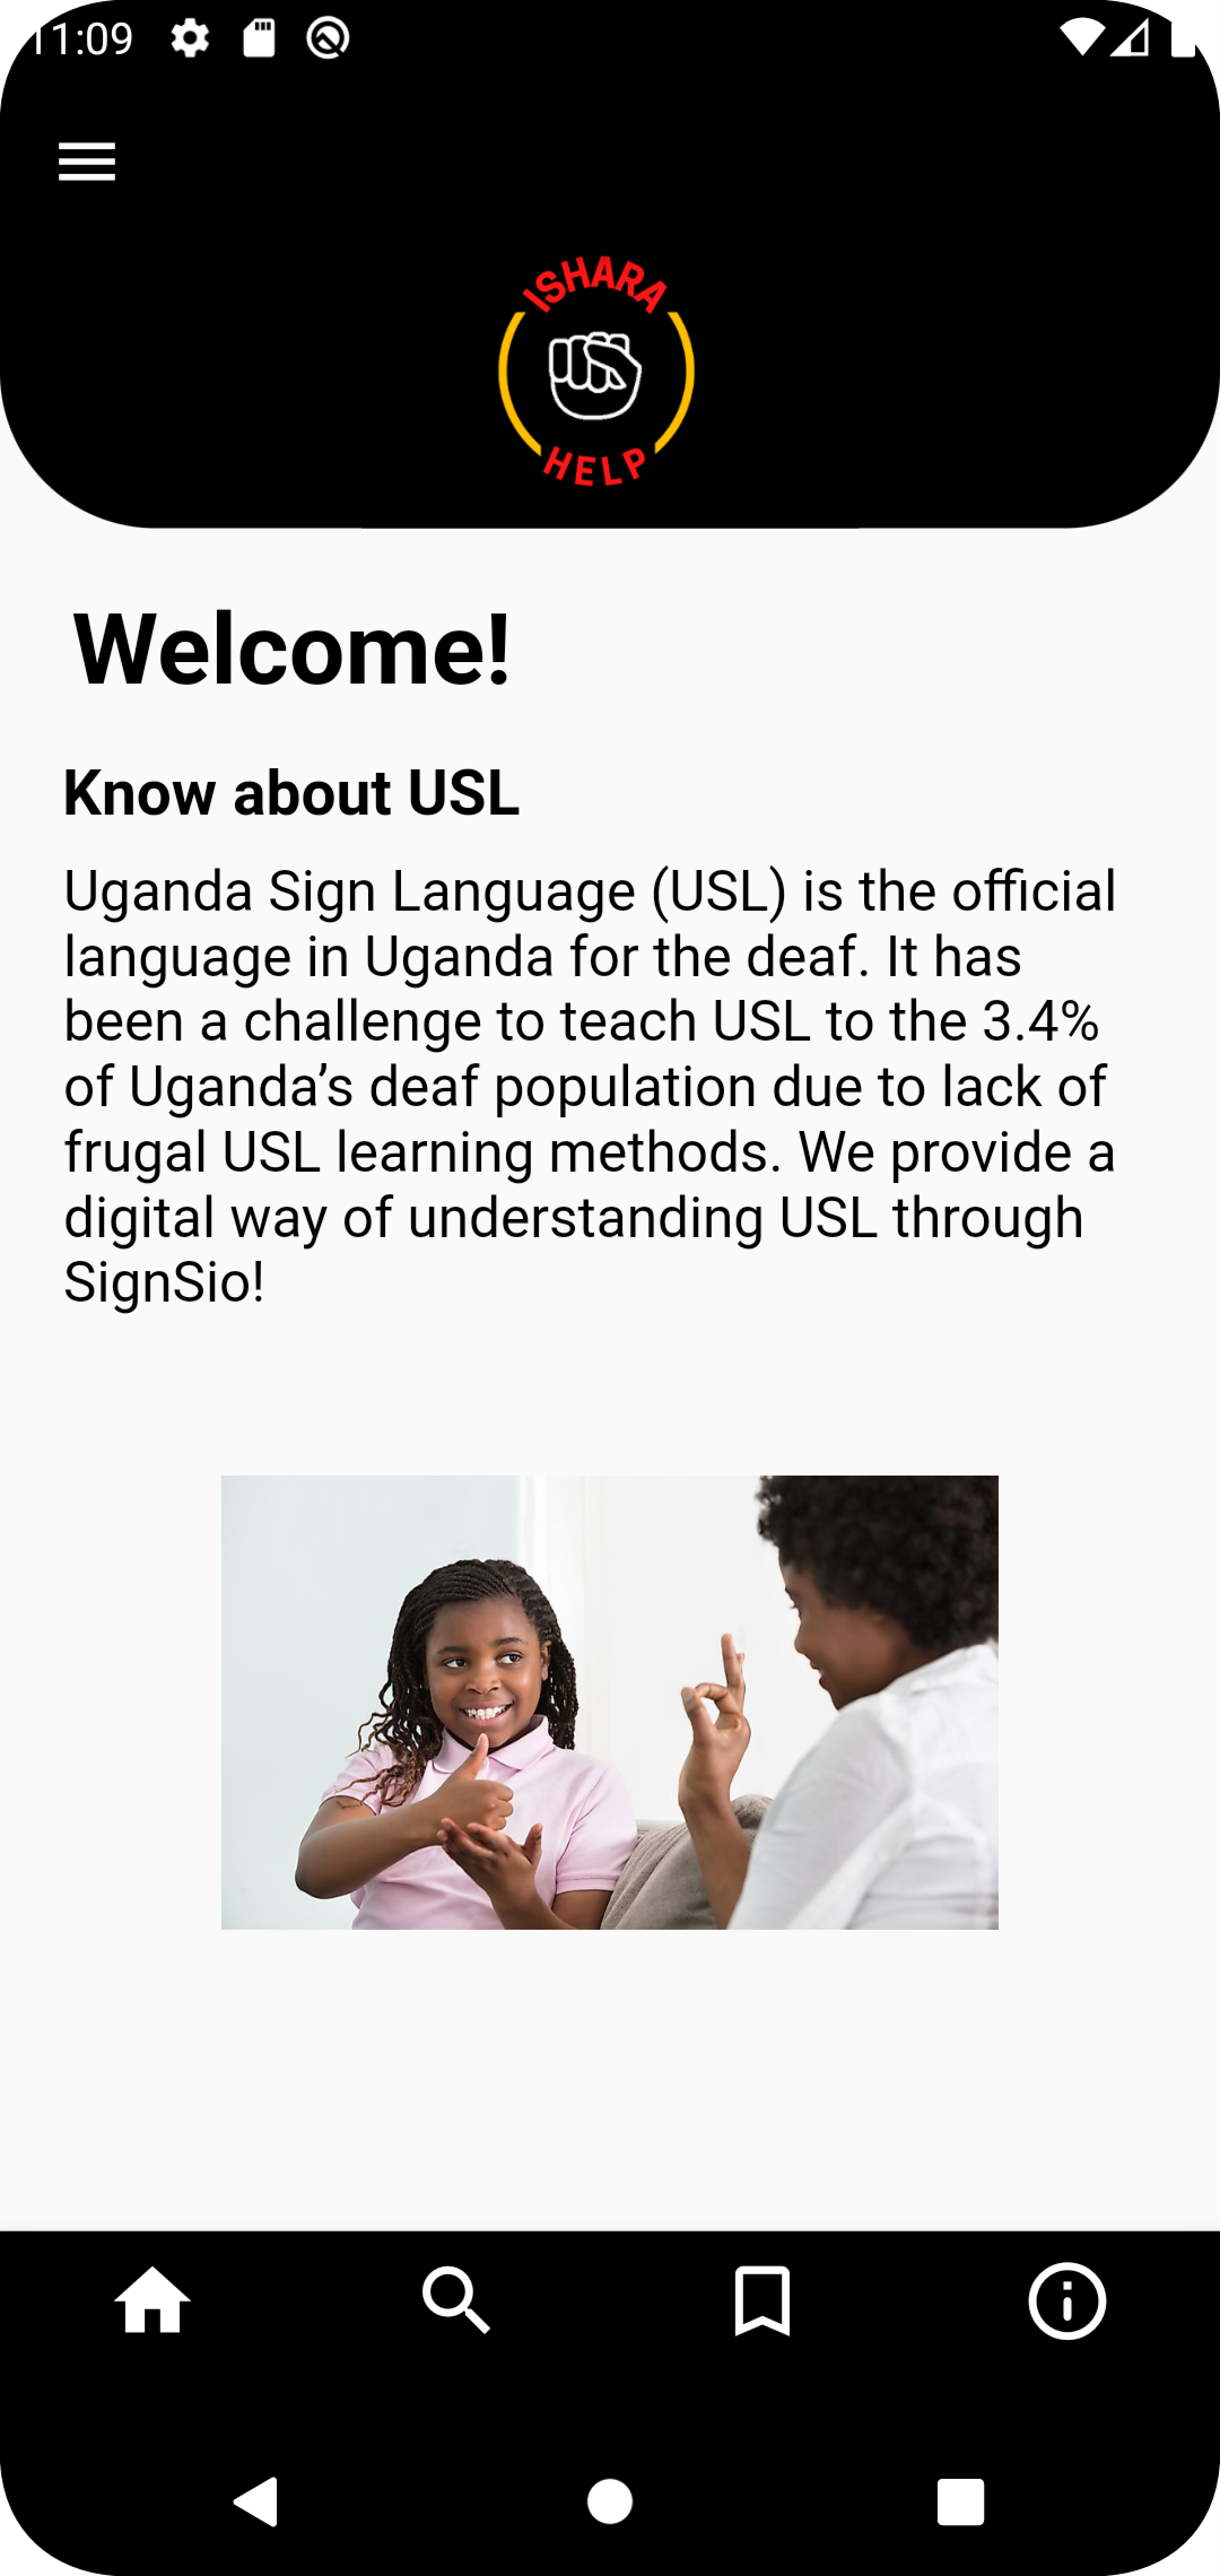 11:09
ISHARA
HELP
Welcome!
Know about USL
Uganda Sign Language (USL) is the official
language in Uganda for the deaf. It has
been a challenge to teach USL to the 3.4%
of Uganda’s deaf population due to lack of
frugal USL learning methods. We provide a
digital way of understanding USL through
SignSio!